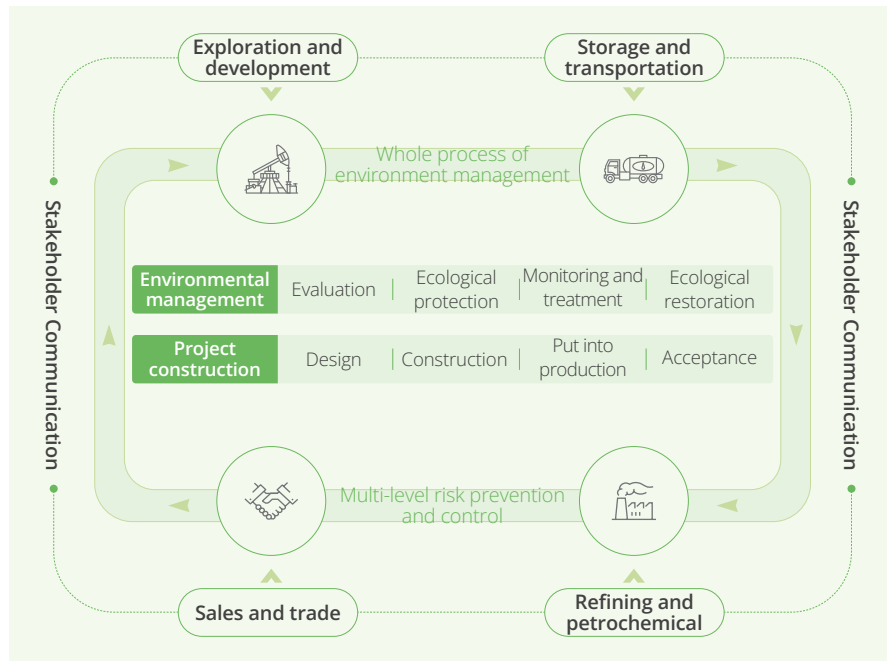 Exploration and
development
Storage and
transportation
Whole process of
environment management
Stakeholder Communication
Stakeholder Communication
Environmental
management
Evaluation
Ecological
protection
Monitoring and
treatment
Ecological
restoration
Project
construction
Design
Construction
Put into
production
Acceptance
Multi-level risk prevention
and control
Sales and trade
Refining and
petrochemical